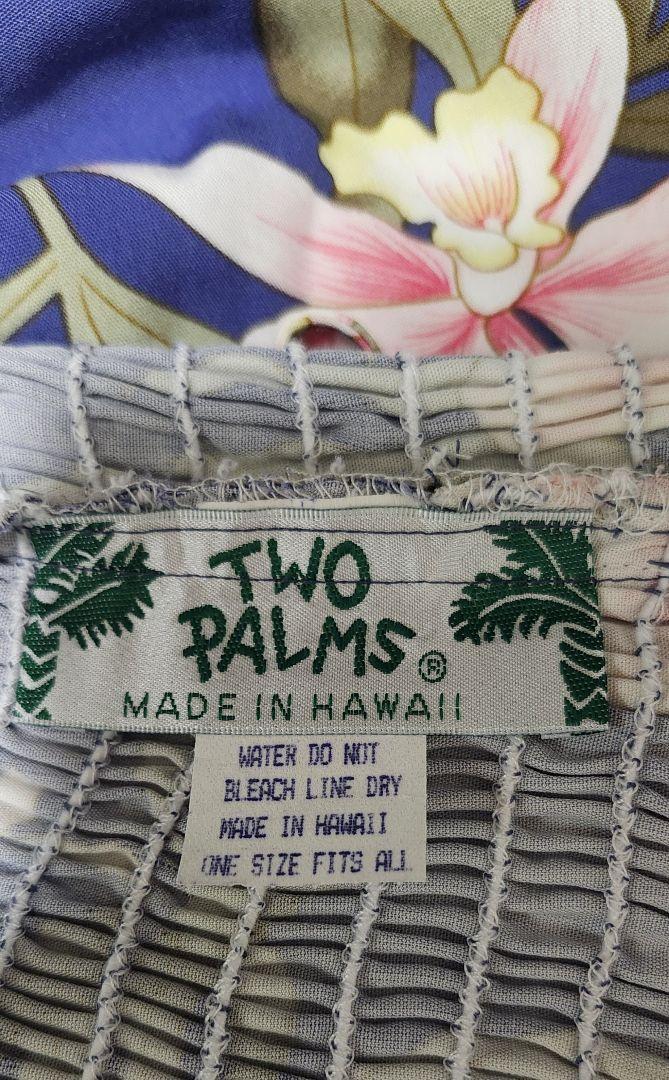 TWO
PALMS®
MADE IN HAWAII
WATER DO NOT
BLEACH LINE DRY
MADE IN HAWAII
ONE SIZE FITS ALL